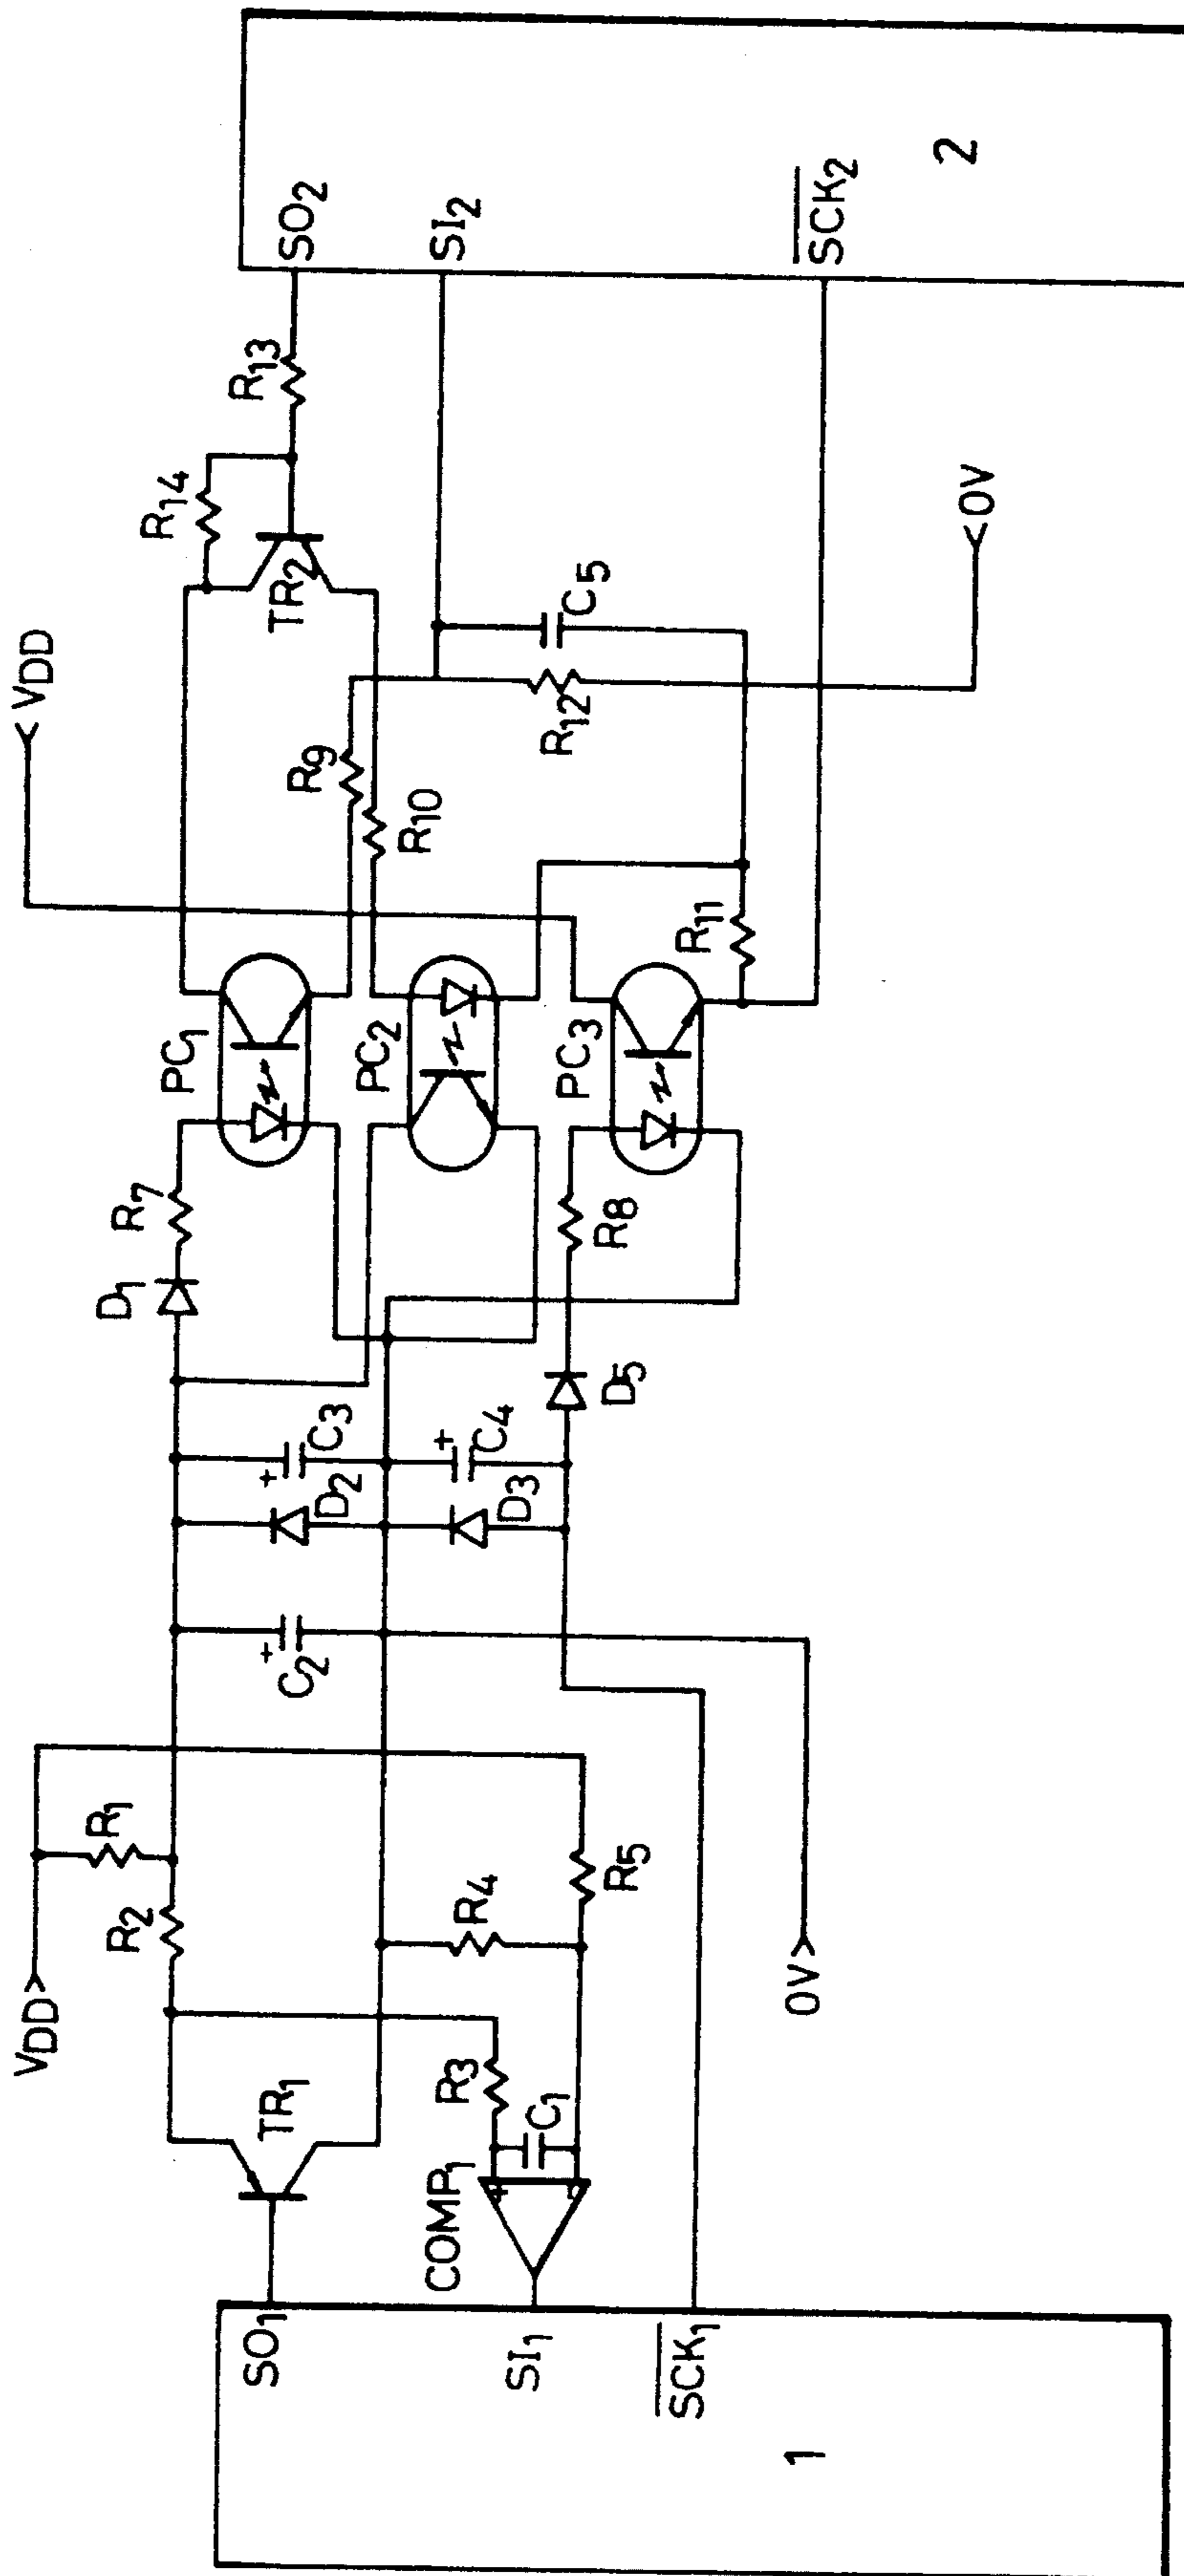 VDD>
R1
R2
TR1
SO1
COMP1
R3
C1
SI1
SCK1
1
R4
R5
0V>
+
C2
D2
+
C3
D3
+
C4
D1
R7
D5
R8
PC1
PC2
PC3
<VDD
R9
R10
R11
R12
C5
<0V
R14
TR2
R13
SO2
SI2
SCK2
2